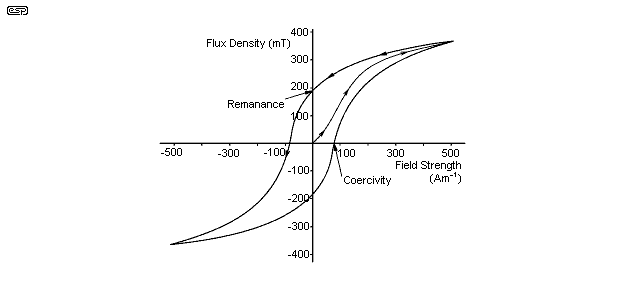 esp
400
Flux Density (mT)
300
200
Remanance
100
-500 -300 -100 100 300 500
Field Strength
(Am-1)
-100
Coercivity
-200
-300
-400